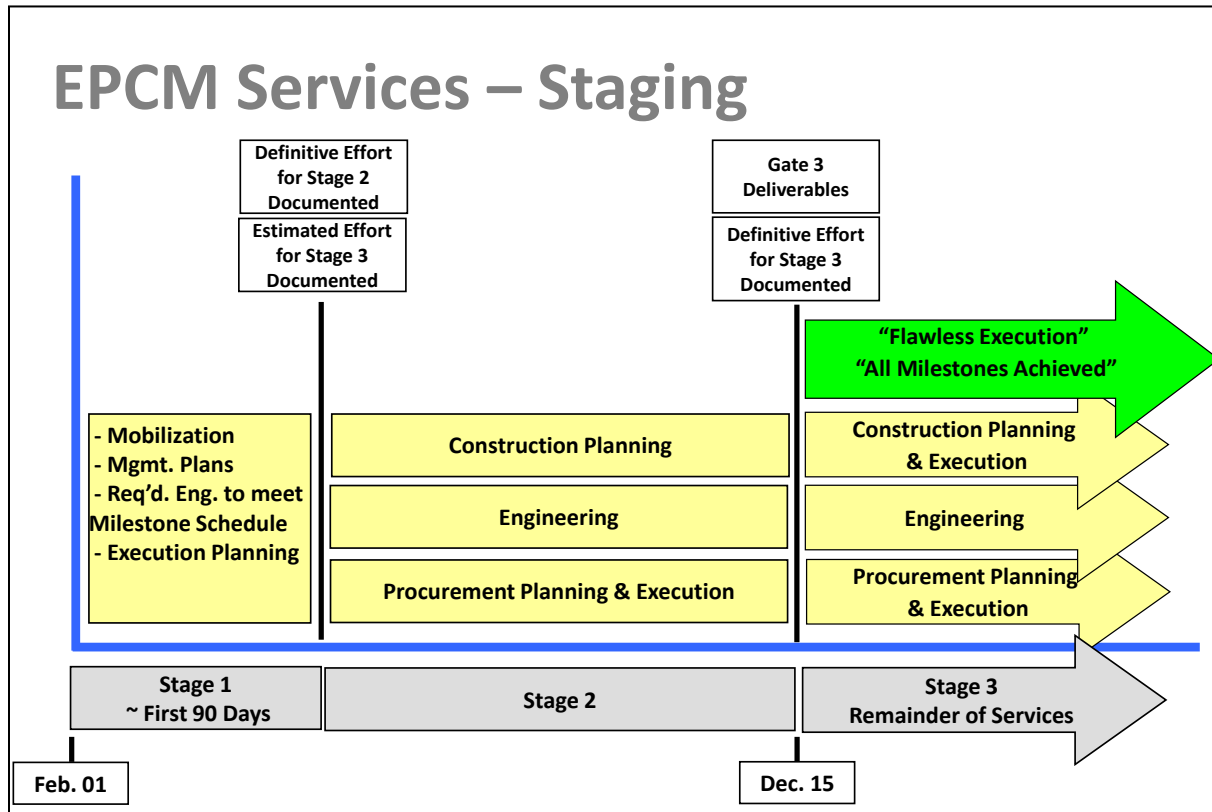 EPCM Services – Staging
Definitive Effort
for Stage 2
Documented
Estimated Effort
for Stage 3
Documented
Gate 3
Deliverables
Definitive Effort
for Stage 3
Documented
“Flawless Execution”
“All Milestones Achieved”
- Mobilization
- Mgmt. Plans
- Req’d. Eng. to meet
Milestone Schedule
- Execution Planning
Construction Planning
Engineering
Procurement Planning & Execution
Construction Planning
& Execution
Engineering
Procurement Planning
& Execution
Stage 1
~ First 90 Days
Stage 2
Stage 3
Remainder of Services
Feb. 01
Dec. 15